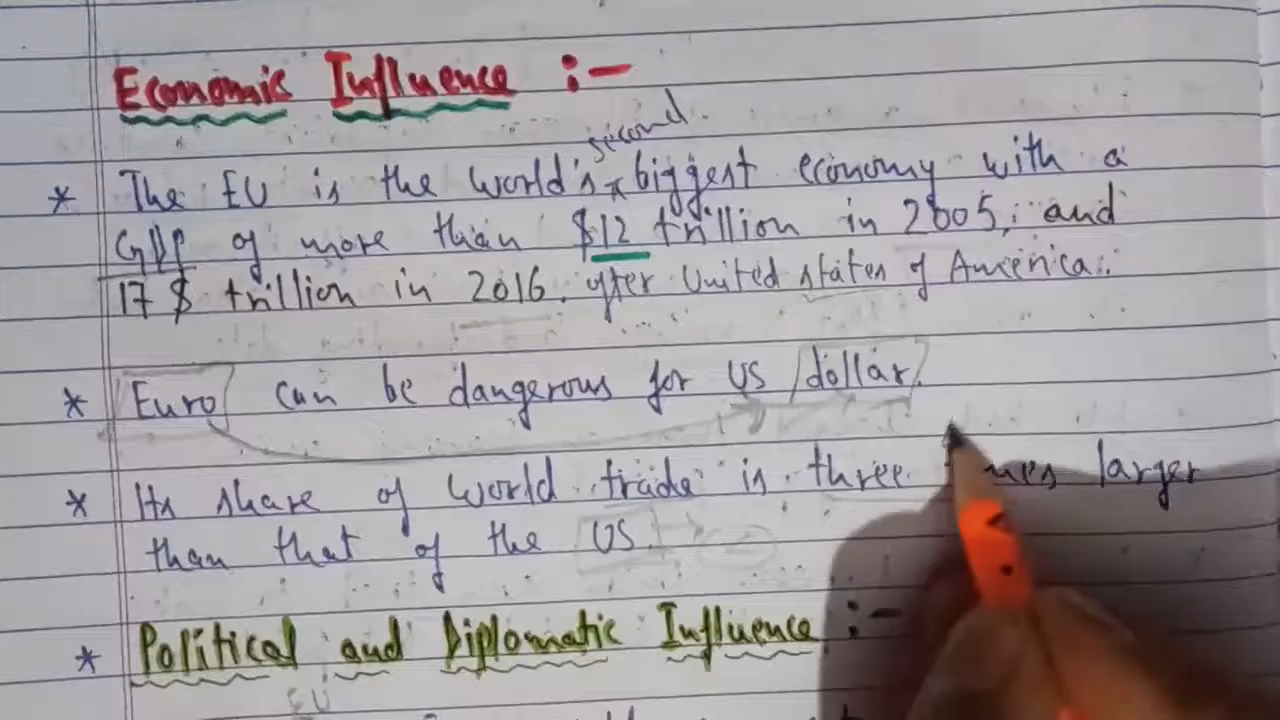 Economic Influence :-
second.
* The EU is the world's x biggest economy with a
GDP of more than $12 trillion in 2005, and
17 $ trillion in 2016. after United states of America.
* Euro can be dangerous for US dollar.
* Its share of world trade is three larger
than that of the US.
* Political and Diplomatic Influence :-
EU